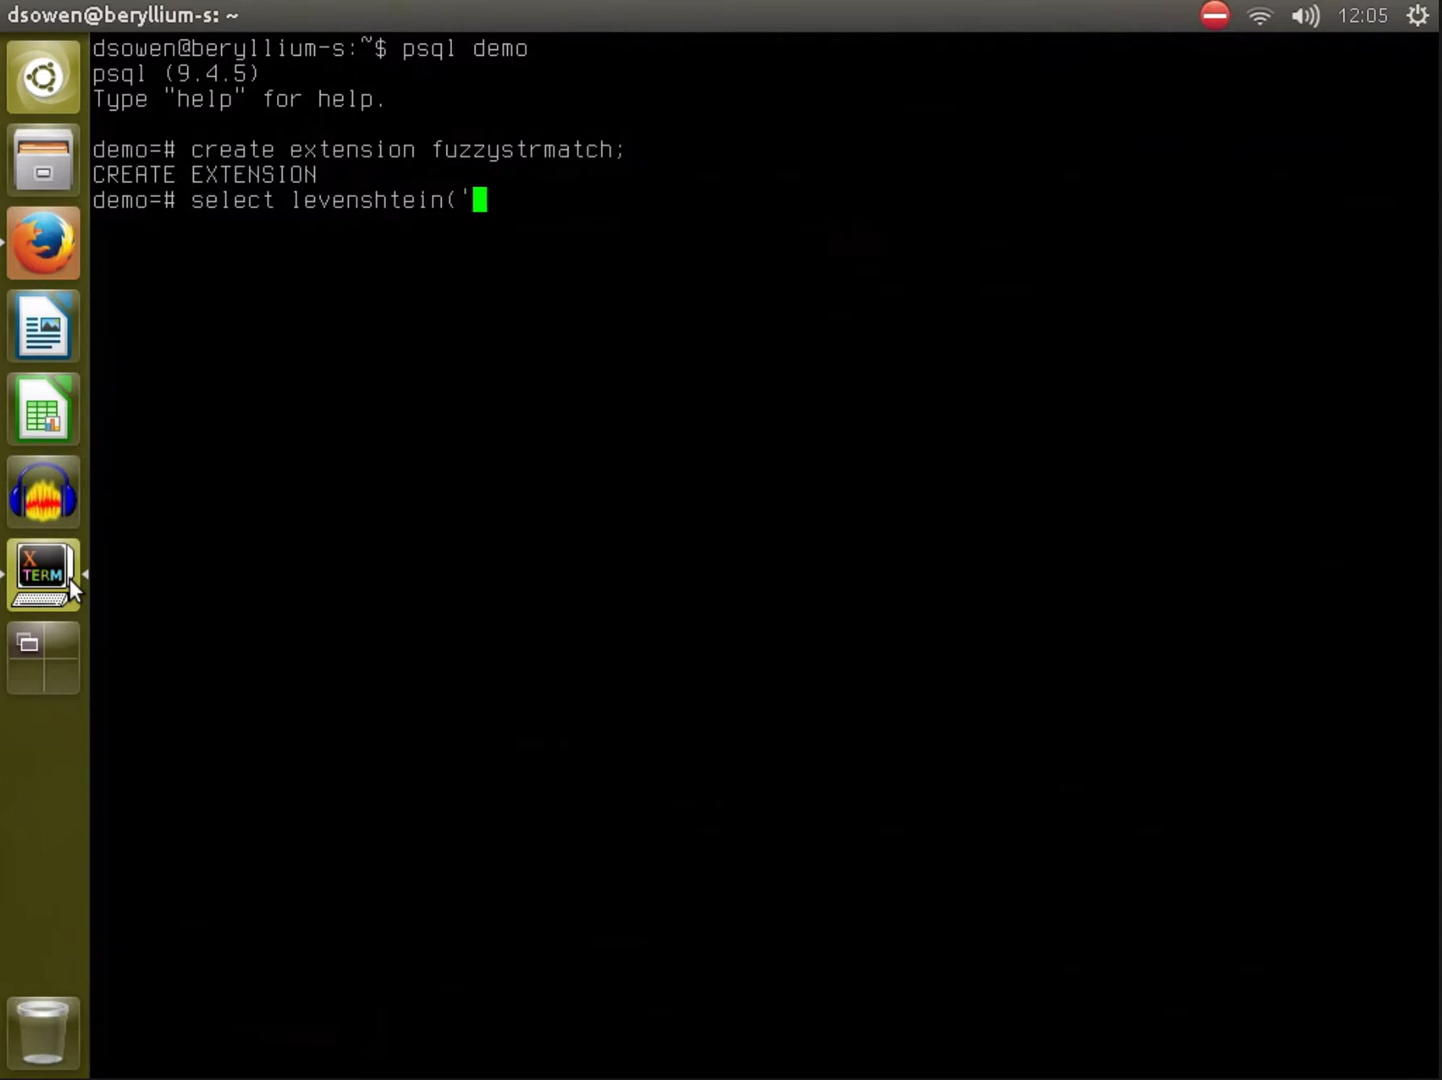 dsowen@beryllium-s: ~
12:05
dsowen@beryllium-s:~$ psql demo
psql (9.4.5)
Type "help" for help.
demo=# create extension fuzzystrmatch;
CREATE EXTENSION
demo=# select levenshtein('
X
TERM